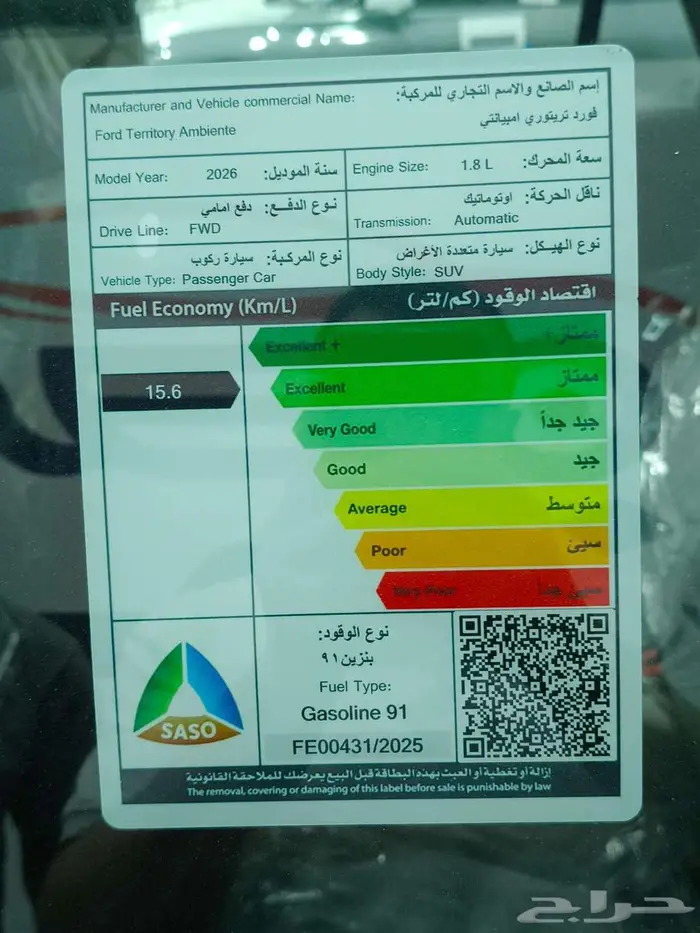 إسم الصانع والاسم التجاري للمركبة:
Manufacturer and Vehicle commercial Name:
فورد تريتوري امبيانتي
Ford Territory Ambiente
Model Year: 2026 سنة الموديل:
Engine Size: 1.8 L سعة المحرك:
نوع الدفع: دفع امامي
Drive Line: FWD
ناقل الحركة: اوتوماتيك
Transmission: Automatic
نوع المركبة: سيارة ركوب
Vehicle Type: Passenger Car
نوع الهيكل: سيارة متعددة الأغراض
Body Style: SUV
Fuel Economy (Km/L) اقتصاد الوقود (كم/لتر)
Excellent + ممتاز+
15.6
Excellent ممتاز
Very Good جيد جداً
Good جيد
Average متوسط
Poor سيئ
Very Poor سيئ جدا
نوع الوقود:
بنزين ٩١
Fuel Type:
Gasoline 91
FE00431/2025
SASO
إزالة أو تغطية أو العبث بهذه البطاقة قبل البيع يعرضك للملاحقة القانونية
The removal, covering or damaging of this label before sale is punishable by law
حراج